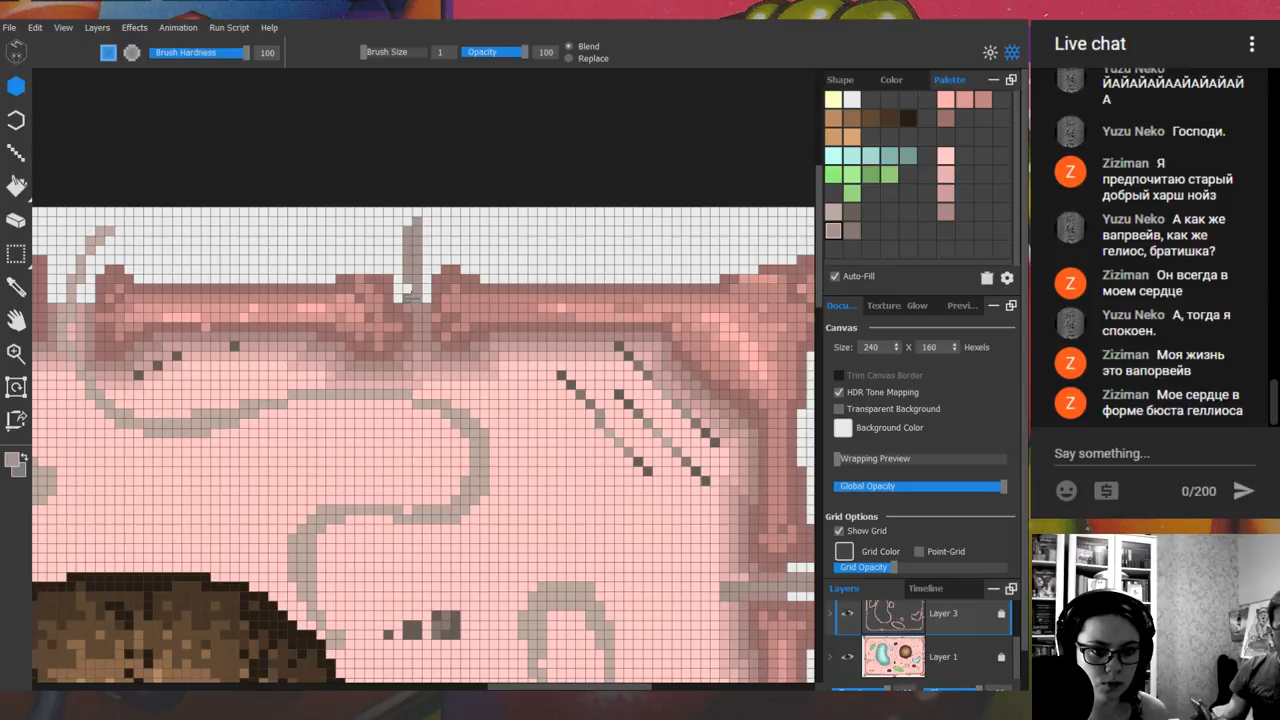 File Edit View Layers Effects Animation Run Script Help
Brush Hardness 100 Brush Size 1 Opacity 100 Blend
Replace
Shape Color Palette
Auto-Fill
Docu... Texture Glow Previ...
Canvas
Size: 240 X 160 Hexels
Trim Canvas Border
HDR Tone Mapping
Transparent Background
Background Color
Wrapping Preview
Global Opacity
Grid Options
Show Grid
Grid Color Point-Grid
Grid Opacity
Layers Timeline
Layer 3
Layer 1
Live chat
Yuzu Neko
ЙАЙАЙАЙААЙАЙАЙАЙ
А
Yuzu Neko Господи.
Ziziman Я
предпочитаю старый
добрый харш нойз
Yuzu Neko А как же
вапрвейв, как же
гелиос, братишка?
Ziziman Он всегда в
моем сердце
Yuzu Neko А, тогда я
спокоен.
Ziziman Моя жизнь
это вапорвейв
Ziziman Мое сердце в
форме бюста геллиоса
Say something...
0/200